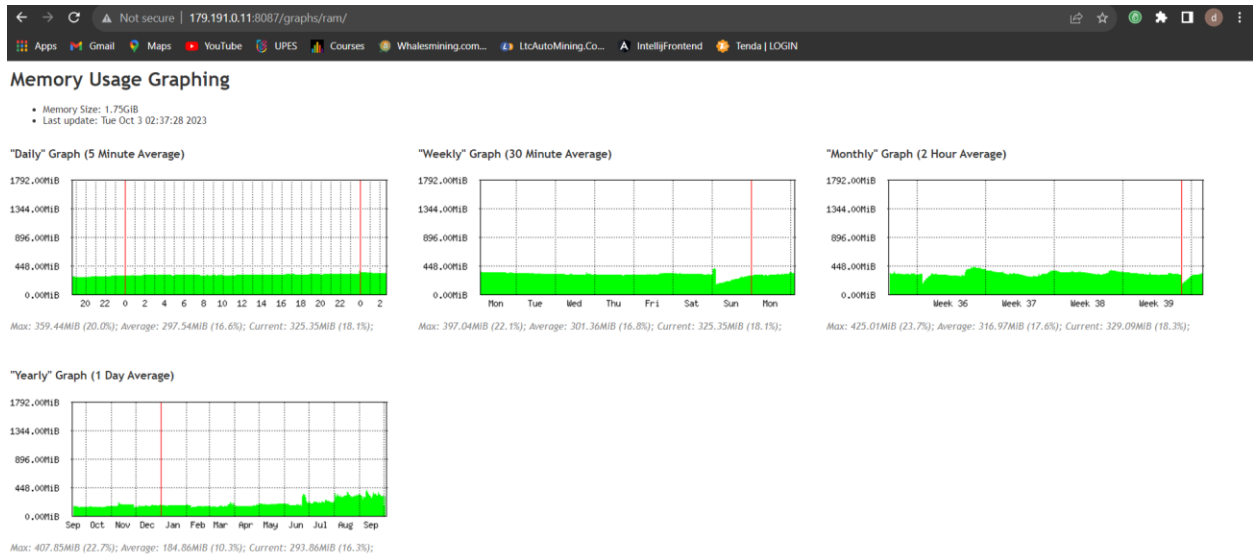 Not secure | 179.191.0.11:8087/graphs/ram/
d
Apps Gmail Maps YouTube UPES Courses Whalesmining.com... LtcAutoMining.Co... IntellijFrontend Tenda | LOGIN
Memory Usage Graphing
Memory Size: 1.75GiB
Last update: Tue Oct 3 02:37:28 2023
"Daily" Graph (5 Minute Average)
1792.00MiB
1344.00MiB
896.00MiB
448.00MiB
0.00MiB
20 22 0 2 4 6 8 10 12 14 16 18 20 22 0 2
Max: 359.44MiB (20.0%); Average: 297.54MiB (16.6%); Current: 325.35MiB (18.1%);
"Weekly" Graph (30 Minute Average)
1792.00MiB
1344.00MiB
896.00MiB
448.00MiB
0.00MiB
Mon Tue Wed Thu Fri Sat Sun Mon
Max: 397.04MiB (22.1%); Average: 301.36MiB (16.8%); Current: 325.35MiB (18.1%);
"Monthly" Graph (2 Hour Average)
1792.00MiB
1344.00MiB
896.00MiB
448.00MiB
0.00MiB
Week 36 Week 37 Week 38 Week 39
Max: 425.01MiB (23.7%); Average: 316.97MiB (17.6%); Current: 329.09MiB (18.3%);
"Yearly" Graph (1 Day Average)
1792.00MiB
1344.00MiB
896.00MiB
448.00MiB
0.00MiB
Sep Oct Nov Dec Jan Feb Mar Apr May Jun Jul Aug Sep
Max: 407.85MiB (22.7%); Average: 184.86MiB (10.3%); Current: 293.86MiB (16.3%);